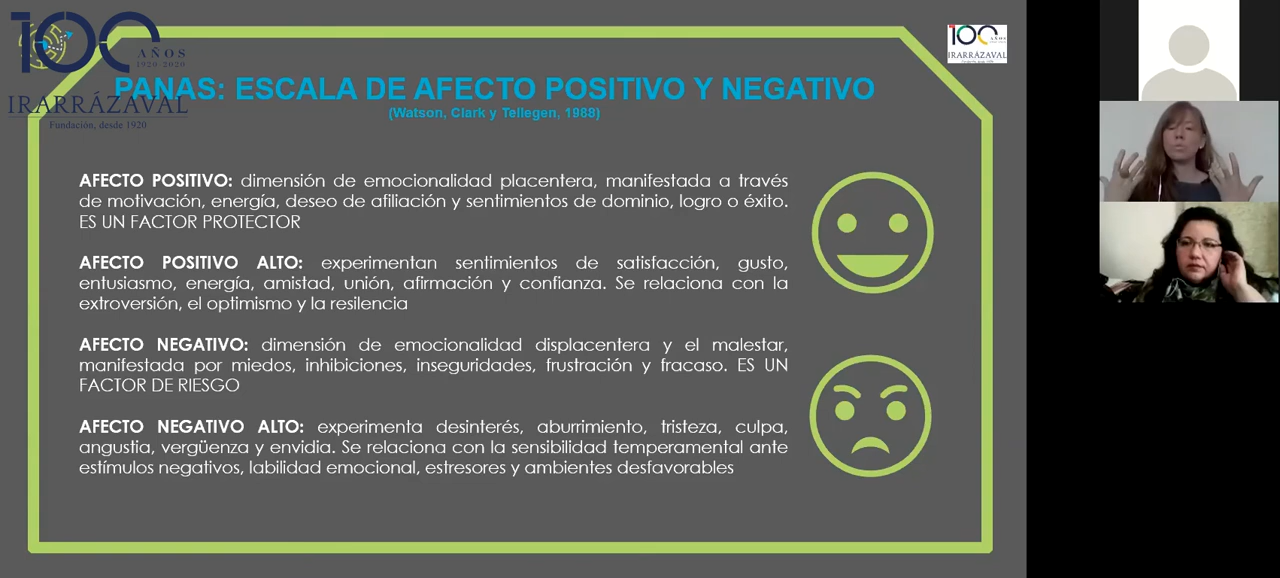 100
AÑOS
1920-2020
IRARRÁZAVAL
Fundación, desde 1920
100
AÑOS
IRARRÁZAVAL
PANAS: ESCALA DE AFECTO POSITIVO Y NEGATIVO
(Watson, Clark y Tellegen, 1988)
AFECTO POSITIVO: dimensión de emocionalidad placentera, manifestada a través
de motivación, energía, deseo de afiliación y sentimientos de dominio, logro o éxito.
ES UN FACTOR PROTECTOR
AFECTO POSITIVO ALTO: experimentan sentimientos de satisfacción, gusto,
entusiasmo, energía, amistad, unión, afirmación y confianza. Se relaciona con la
extroversión, el optimismo y la resilencia
AFECTO NEGATIVO: dimensión de emocionalidad displacentera y el malestar,
manifestada por miedos, inhibiciones, inseguridades, frustración y fracaso. ES UN
FACTOR DE RIESGO
AFECTO NEGATIVO ALTO: experimenta desinterés, aburrimiento, tristeza, culpa,
angustia, vergüenza y envidia. Se relaciona con la sensibilidad temperamental ante
estímulos negativos, labilidad emocional, estresores y ambientes desfavorables